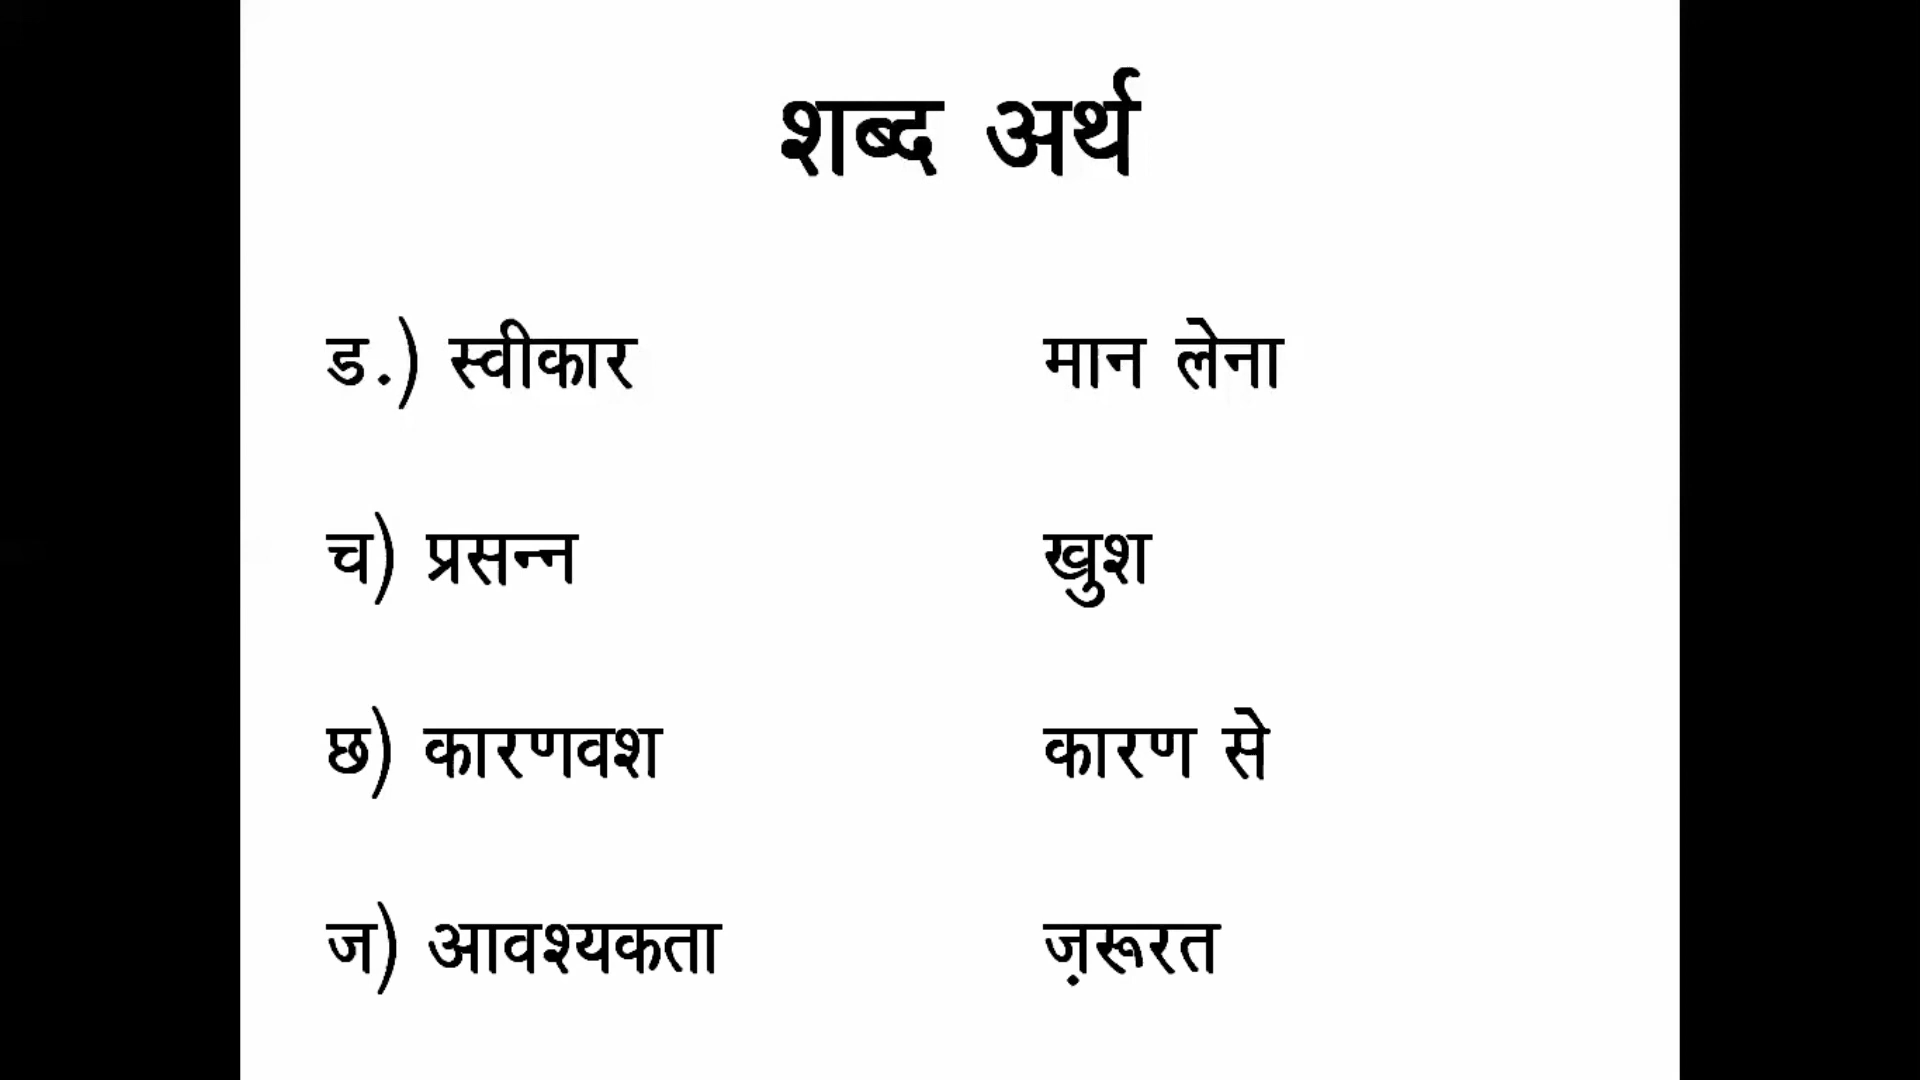 शब्द अर्थ
ड.) स्वीकार मान लेना
च) प्रसन्न खुश
छ) कारणवश कारण से
ज) आवश्यकता ज़रूरत